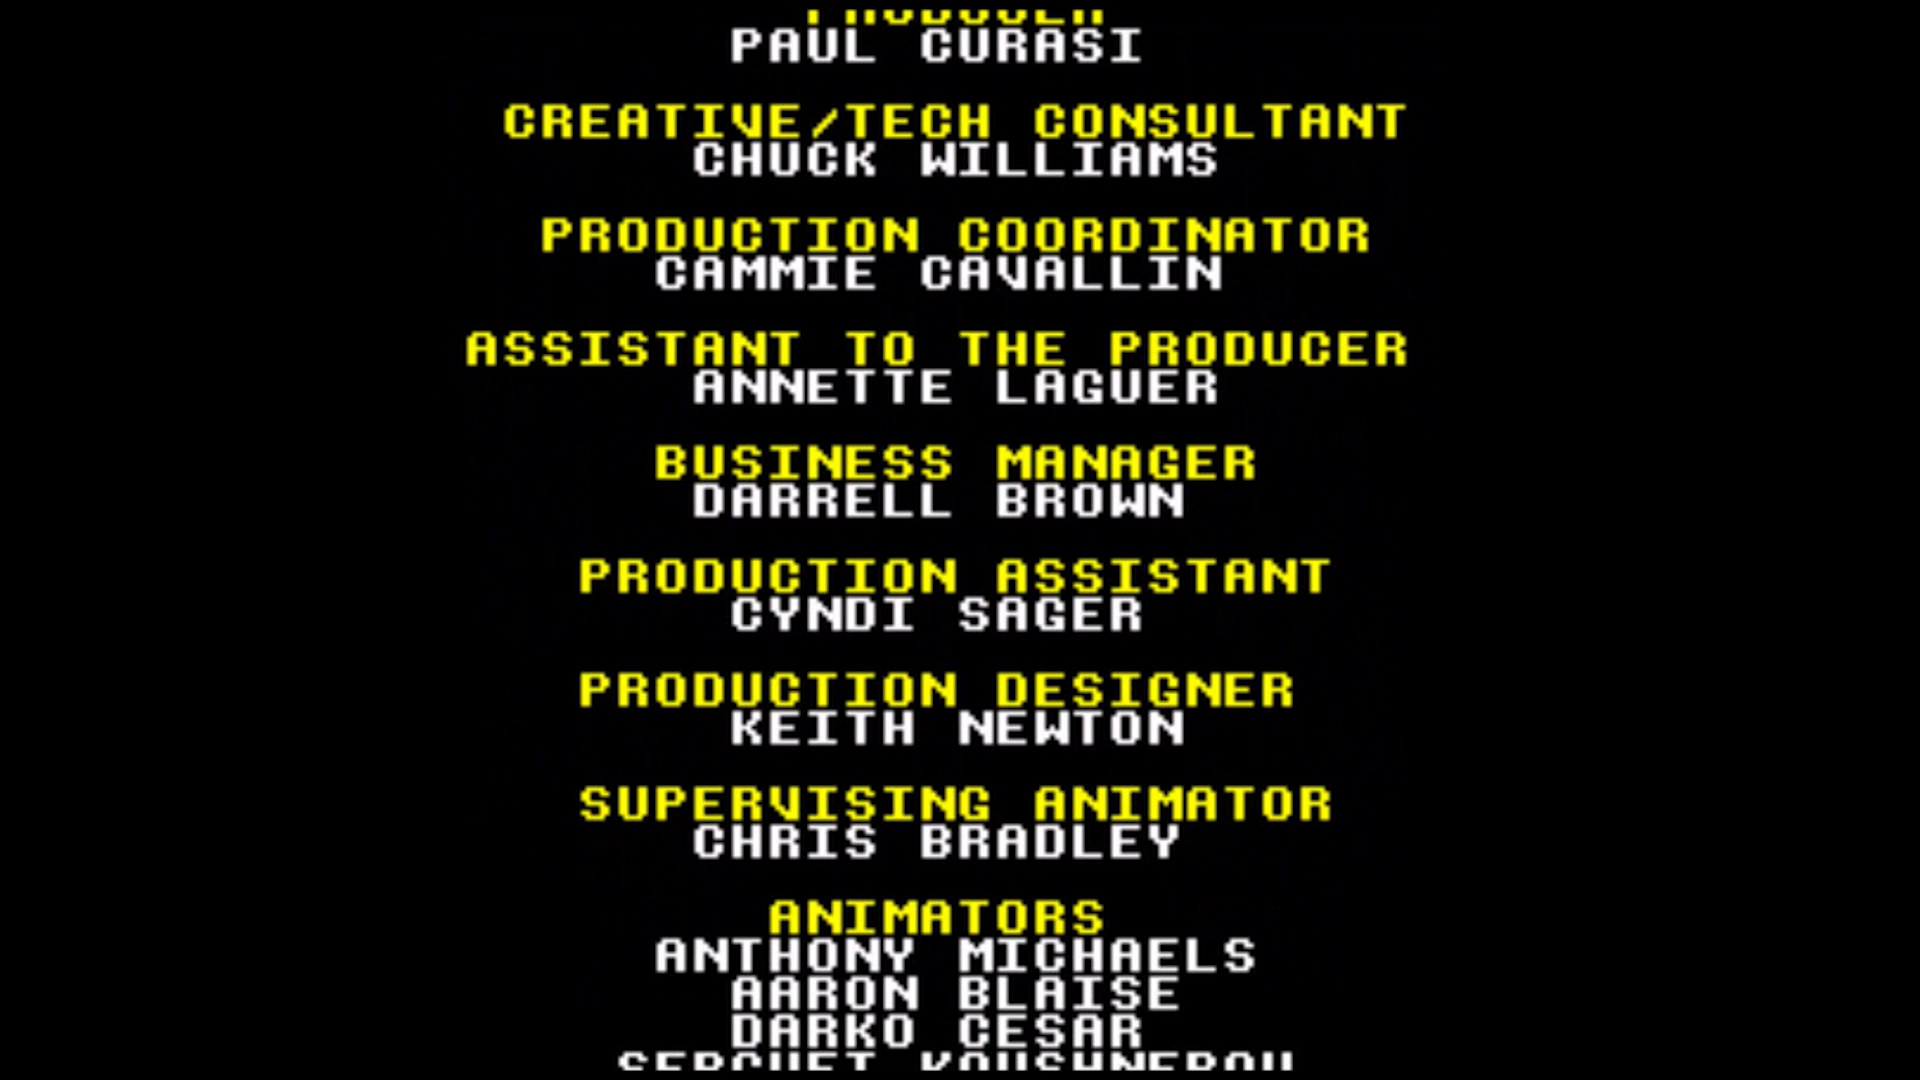 PRODUCER
PAUL CURASI
CREATIVE/TECH CONSULTANT
CHUCK WILLIAMS
PRODUCTION COORDINATOR
CAMMIE CAVALLIN
ASSISTANT TO THE PRODUCER
ANNETTE LAGUER
BUSINESS MANAGER
DARRELL BROWN
PRODUCTION ASSISTANT
CYNDI SAGER
PRODUCTION DESIGNER
KEITH NEWTON
SUPERVISING ANIMATOR
CHRIS BRADLEY
ANIMATORS
ANTHONY MICHAELS
AARON BLAISE
DARKO CESAR